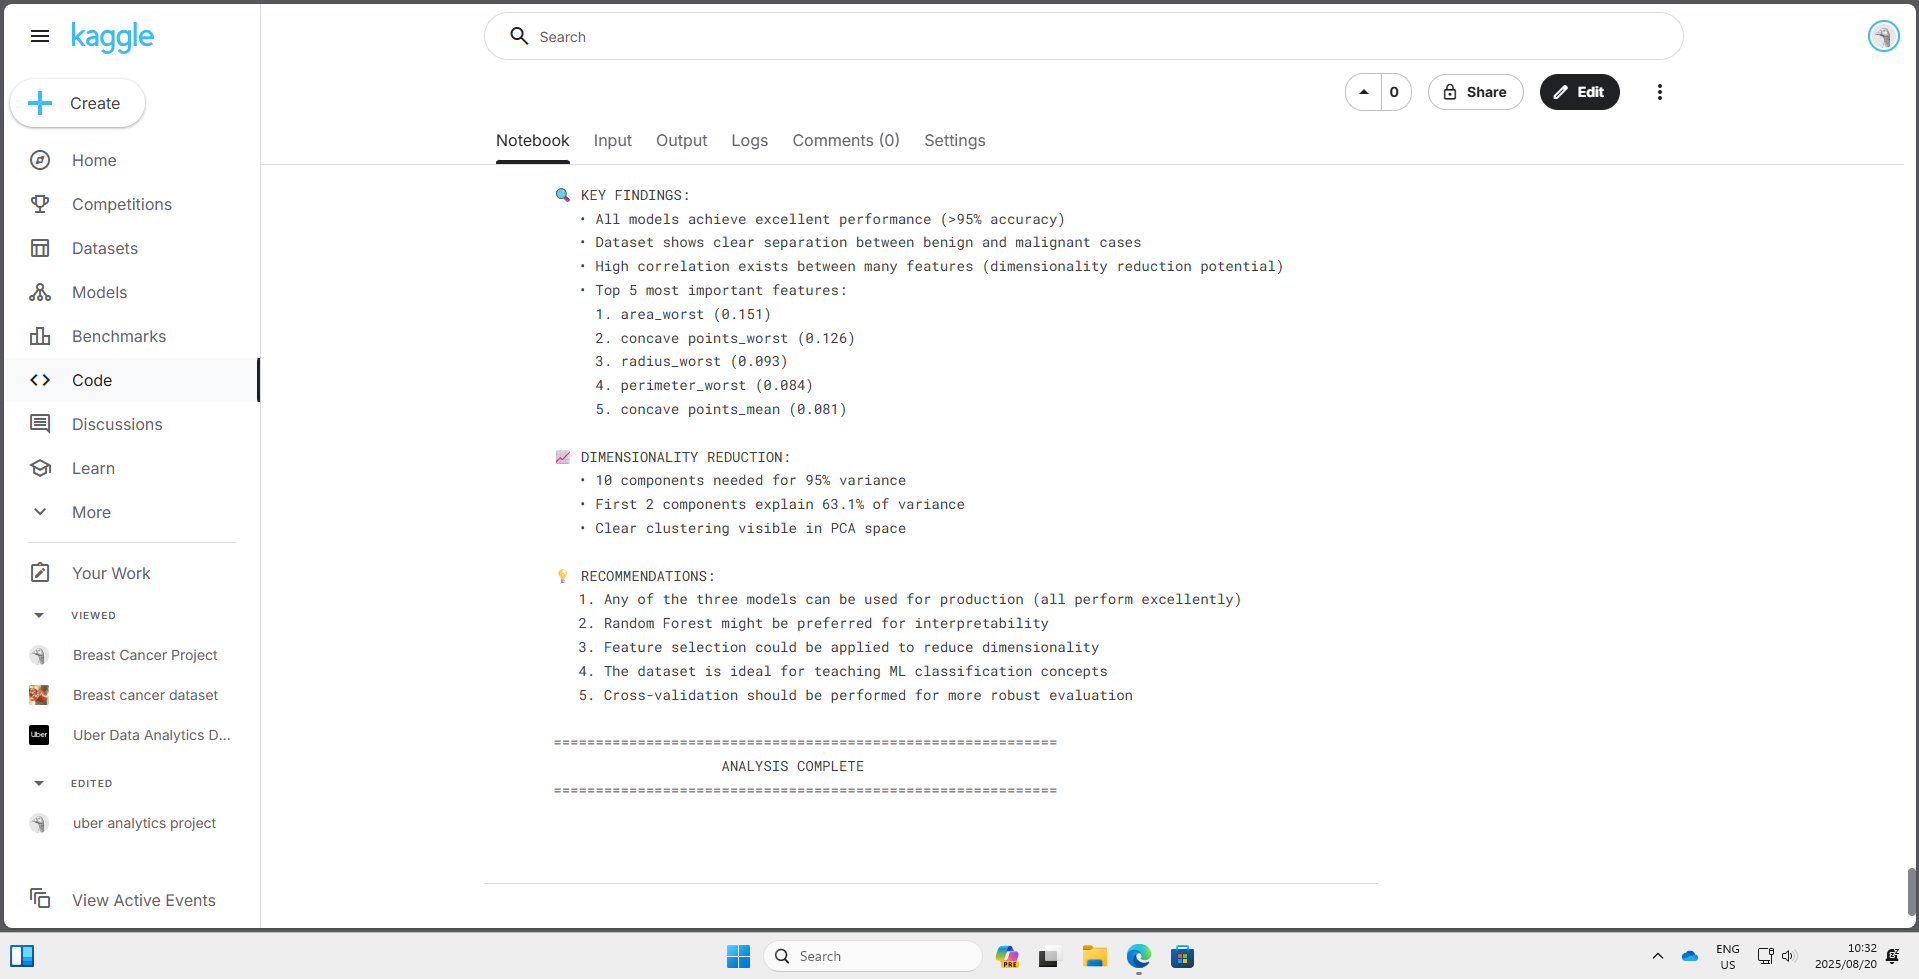 kaggle
Search
Create
0
Share
Edit
Notebook Input Output Logs Comments (0) Settings
Home
Competitions
Datasets
Models
Benchmarks
Code
Discussions
Learn
More
Your Work
VIEWED
Breast Cancer Project
Breast cancer dataset
Uber
Uber Data Analytics D...
EDITED
uber analytics project
View Active Events
🔍 KEY FINDINGS:
• All models achieve excellent performance (>95% accuracy)
• Dataset shows clear separation between benign and malignant cases
• High correlation exists between many features (dimensionality reduction potential)
• Top 5 most important features:
1. area_worst (0.151)
2. concave points_worst (0.126)
3. radius_worst (0.093)
4. perimeter_worst (0.084)
5. concave points_mean (0.081)
📈 DIMENSIONALITY REDUCTION:
• 10 components needed for 95% variance
• First 2 components explain 63.1% of variance
• Clear clustering visible in PCA space
💡 RECOMMENDATIONS:
1. Any of the three models can be used for production (all perform excellently)
2. Random Forest might be preferred for interpretability
3. Feature selection could be applied to reduce dimensionality
4. The dataset is ideal for teaching ML classification concepts
5. Cross-validation should be performed for more robust evaluation
============================================================
ANALYSIS COMPLETE
============================================================
Search
PRE
ENG
US
10:32
2025/08/20